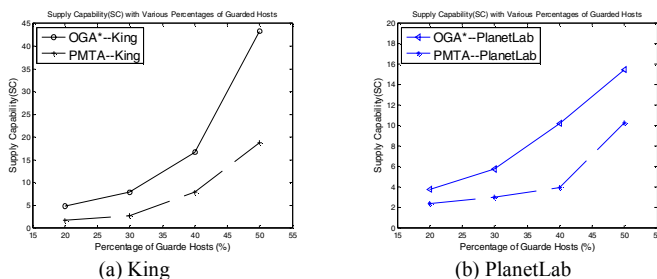 Supply Capability(SC) with Various Percentages of Guarded Hosts
45
40
35
30
25
20
15
10
5
0
Supply Capability(SC)
OGA*--King
PMTA--King
15 20 25 30 35 40 45 50 55
Percentage of Guarde Hosts (%)
(a) King
Supply Capability(SC) with Various Percentages of Guarded Hosts
20
18
16
14
12
10
8
6
4
2
0
Supply Capability(SC)
OGA*--PlanetLab
PMTA--PlanetLab
15 20 25 30 35 40 45 50 55
Percentage of Guarde Hosts (%)
(b) PlanetLab